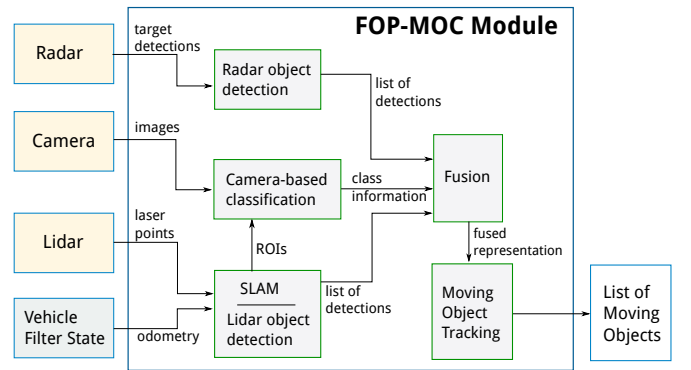 FOP-MOC Module
Radar
target
detections
Radar object
detection
list of
detections
Camera
images
Camera-based
classification
class
information
Fusion
Lidar
laser
points
ROIs
fused
representation
SLAM
Lidar object
detection
list of
detections
Vehicle
Filter State
odometry
Moving
Object
Tracking
List of
Moving
Objects